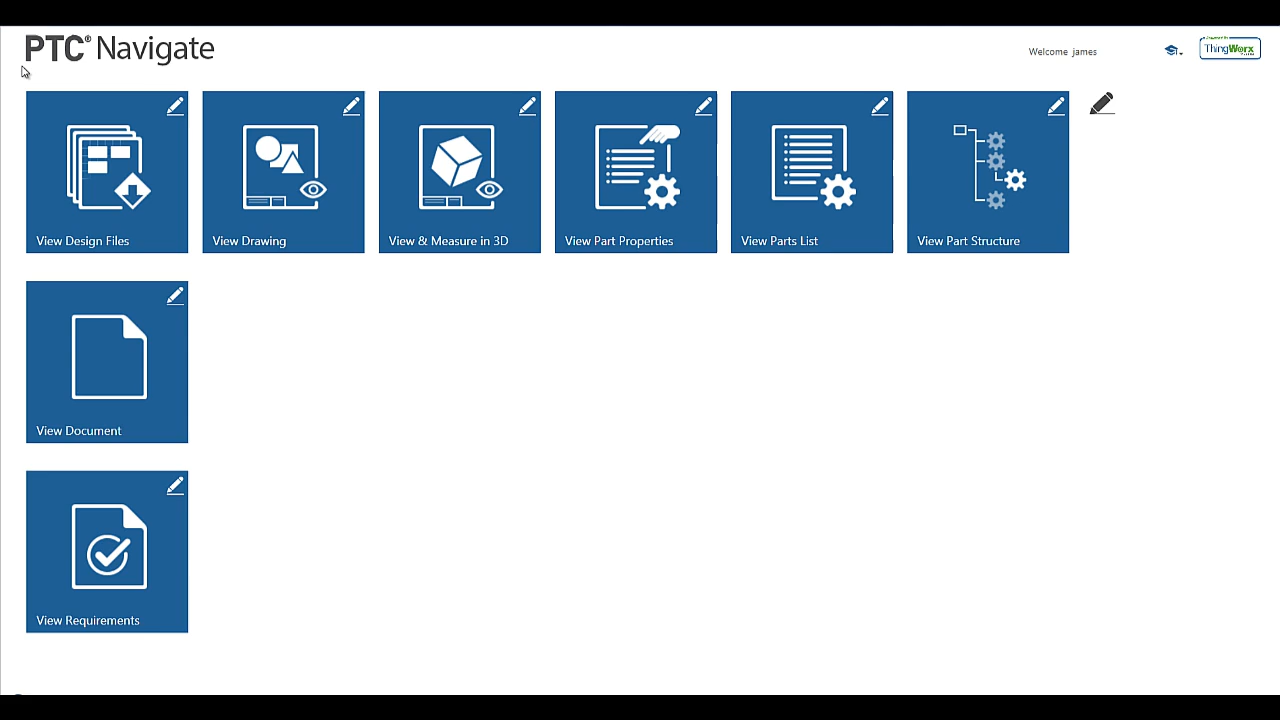 PTC® Navigate
Welcome james
ThingWorx
View Design Files
View Drawing
View & Measure in 3D
View Part Properties
View Parts List
View Part Structure
View Document
View Requirements